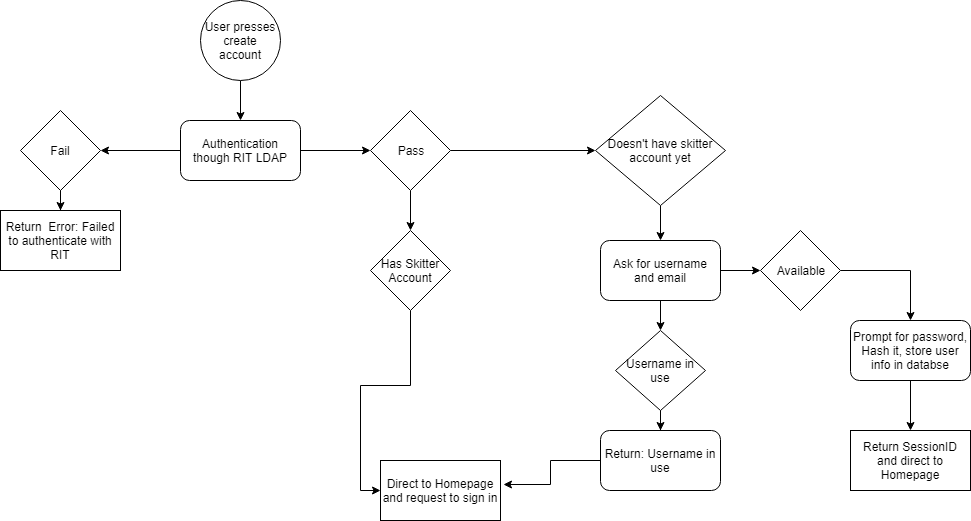 User presses
create
account
Authentication
though RIT LDAP
Fail
Pass
Doesn't have skitter
account yet
Return  Error: Failed
to authenticate with
RIT
Has Skitter
Account
Ask for username
and email
Available
Prompt for password,
Hash it, store user
info in databse
Username in
use
Return: Username in
use
Return SessionID
and direct to
Homepage
Direct to Homepage
and request to sign in